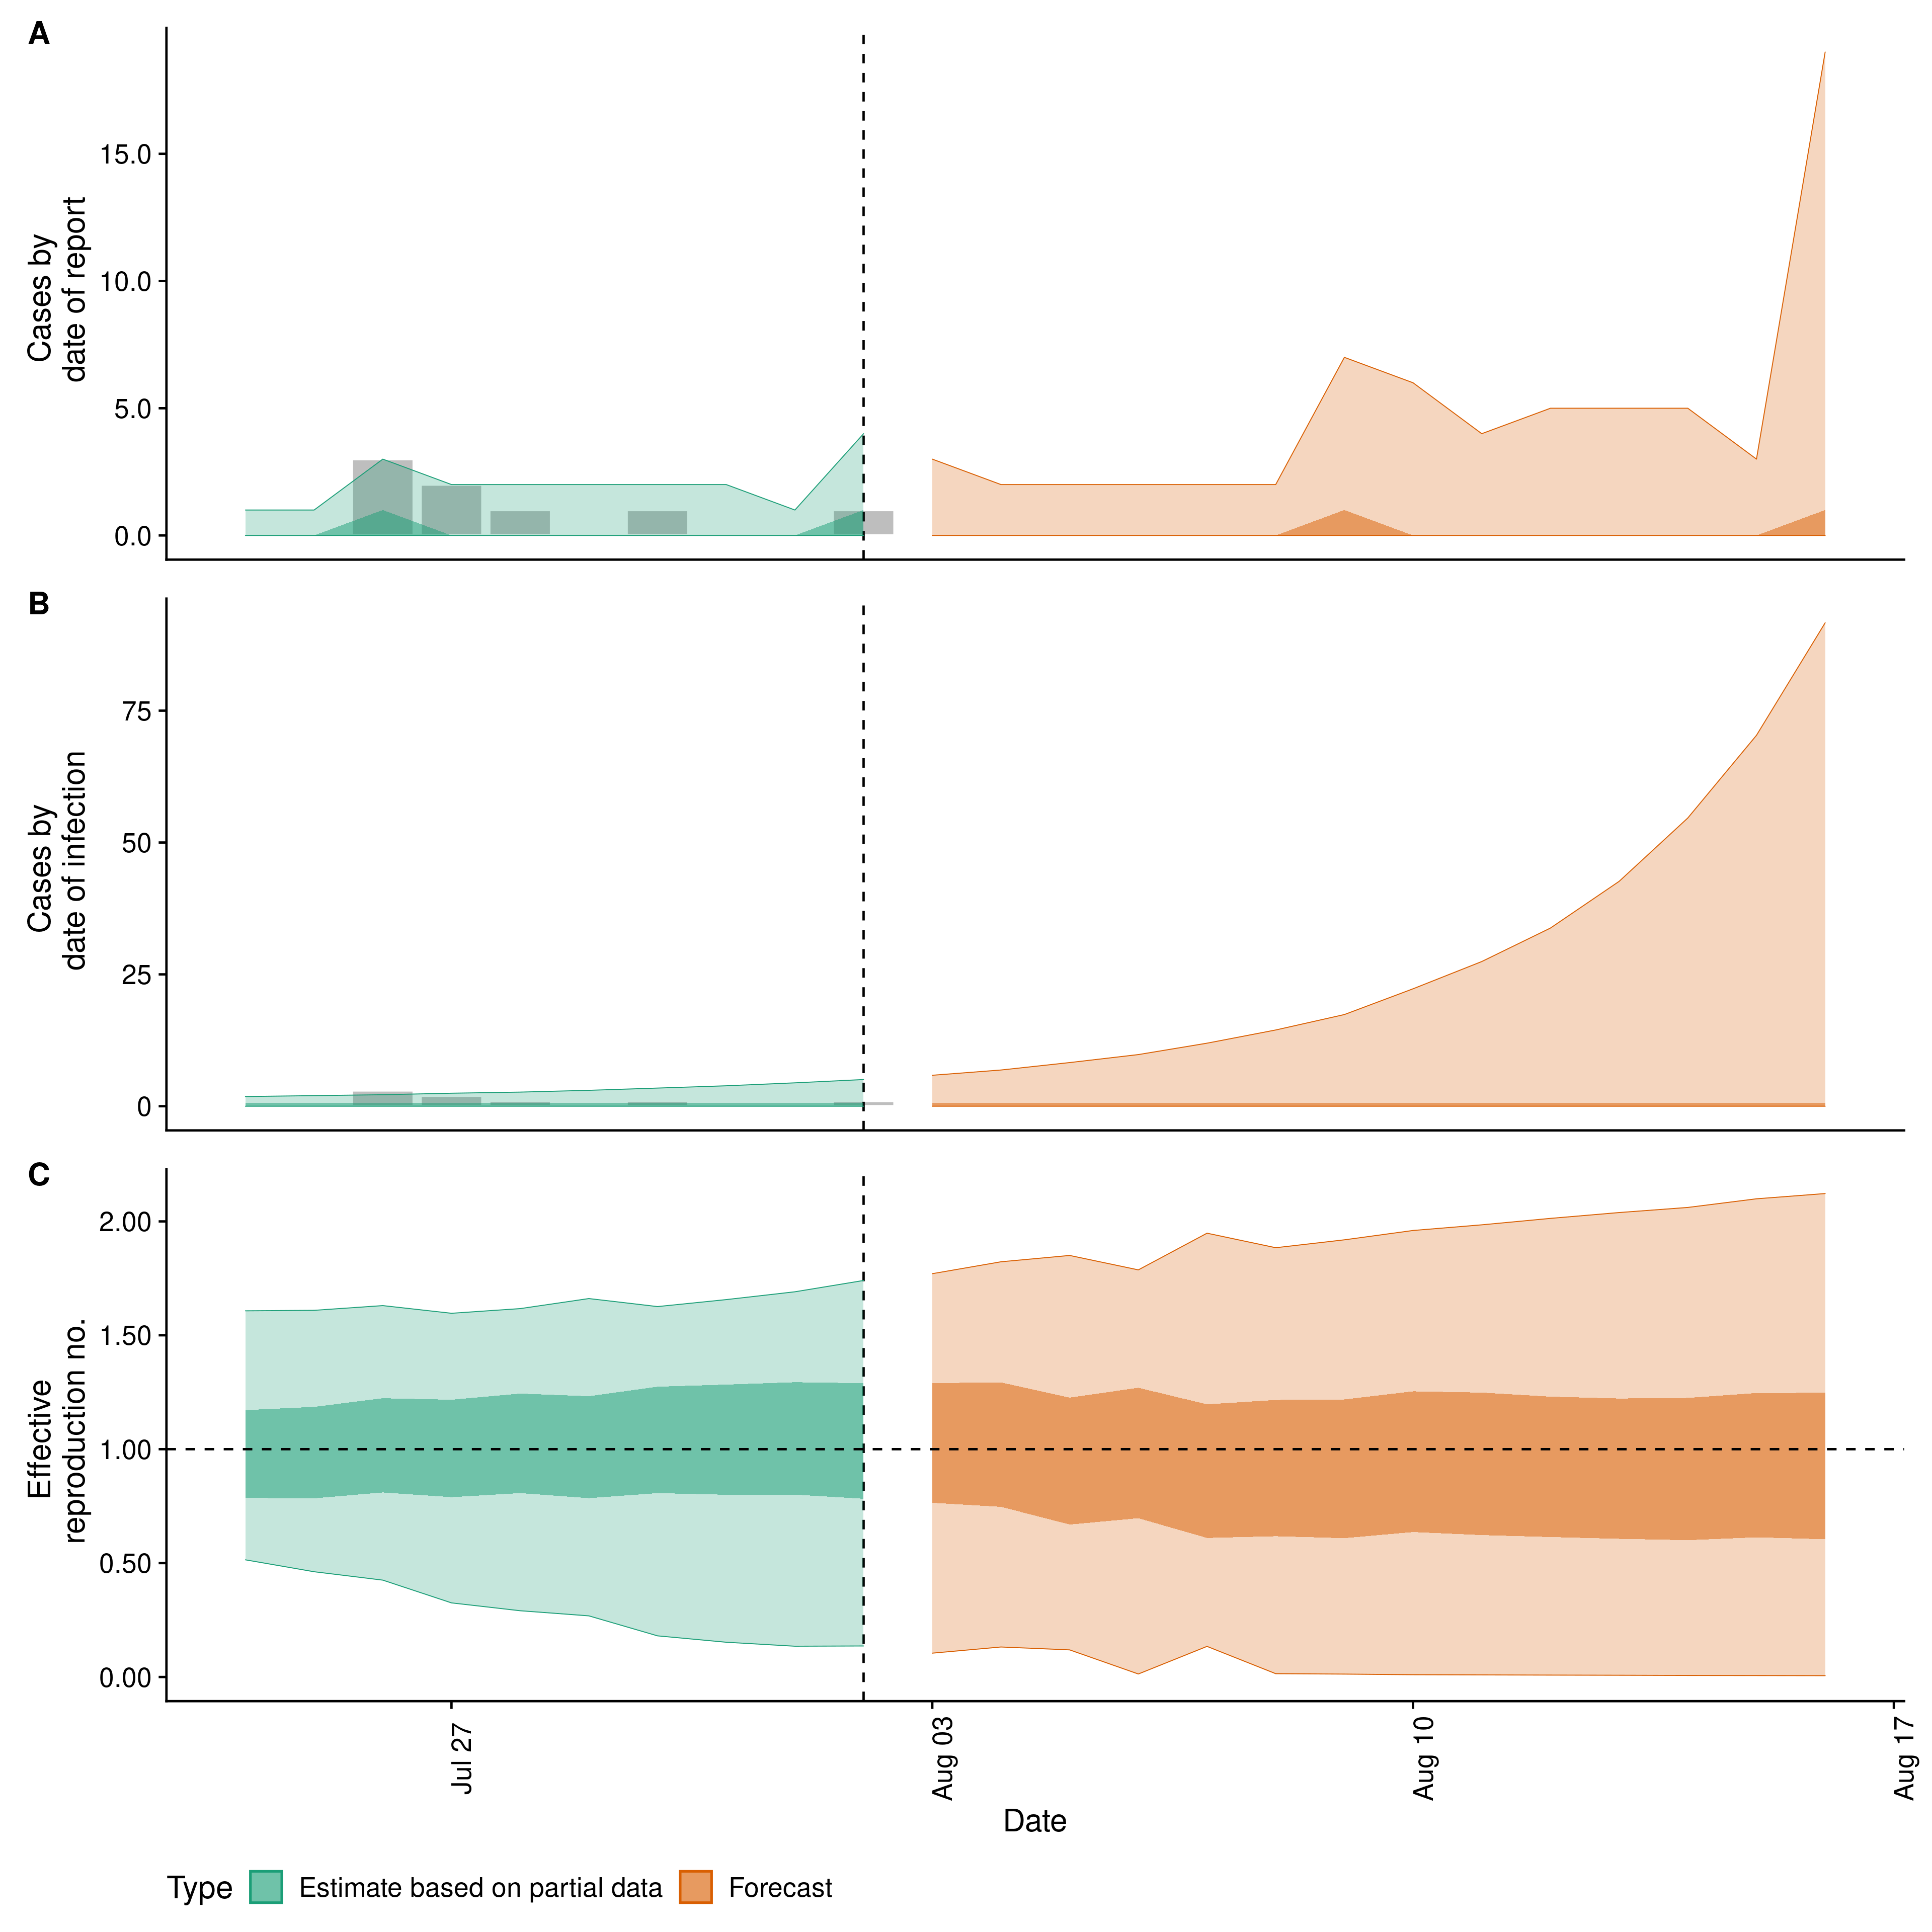 A
Cases by
date of report
15.0
10.0
5.0
0.0
B
Cases by
date of infection
75
50
25
0
C
Effective
reproduction no.
2.00
1.50
1.00
0.50
0.00
Jul 27
Aug 03
Aug 10
Aug 17
Date
Type Estimate based on partial data Forecast